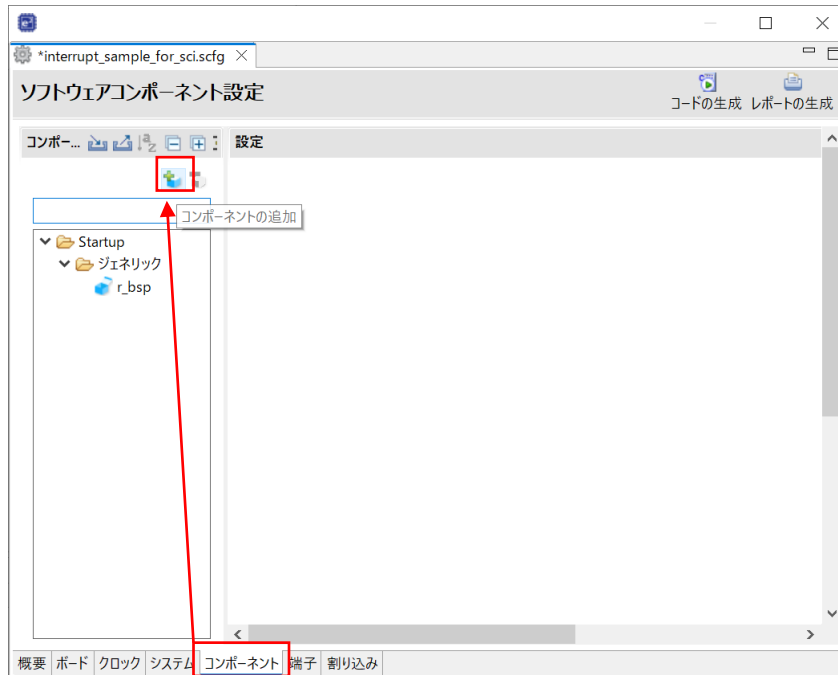 *interrupt_sample_for_sci.scfg
ソフトウェアコンポーネント設定
コードの生成 レポートの生成
コンポー... 設定
コンポーネントの追加
Startup
ジェネリック
r_bsp
概要 ボード クロック システム コンポーネント 端子 割り込み